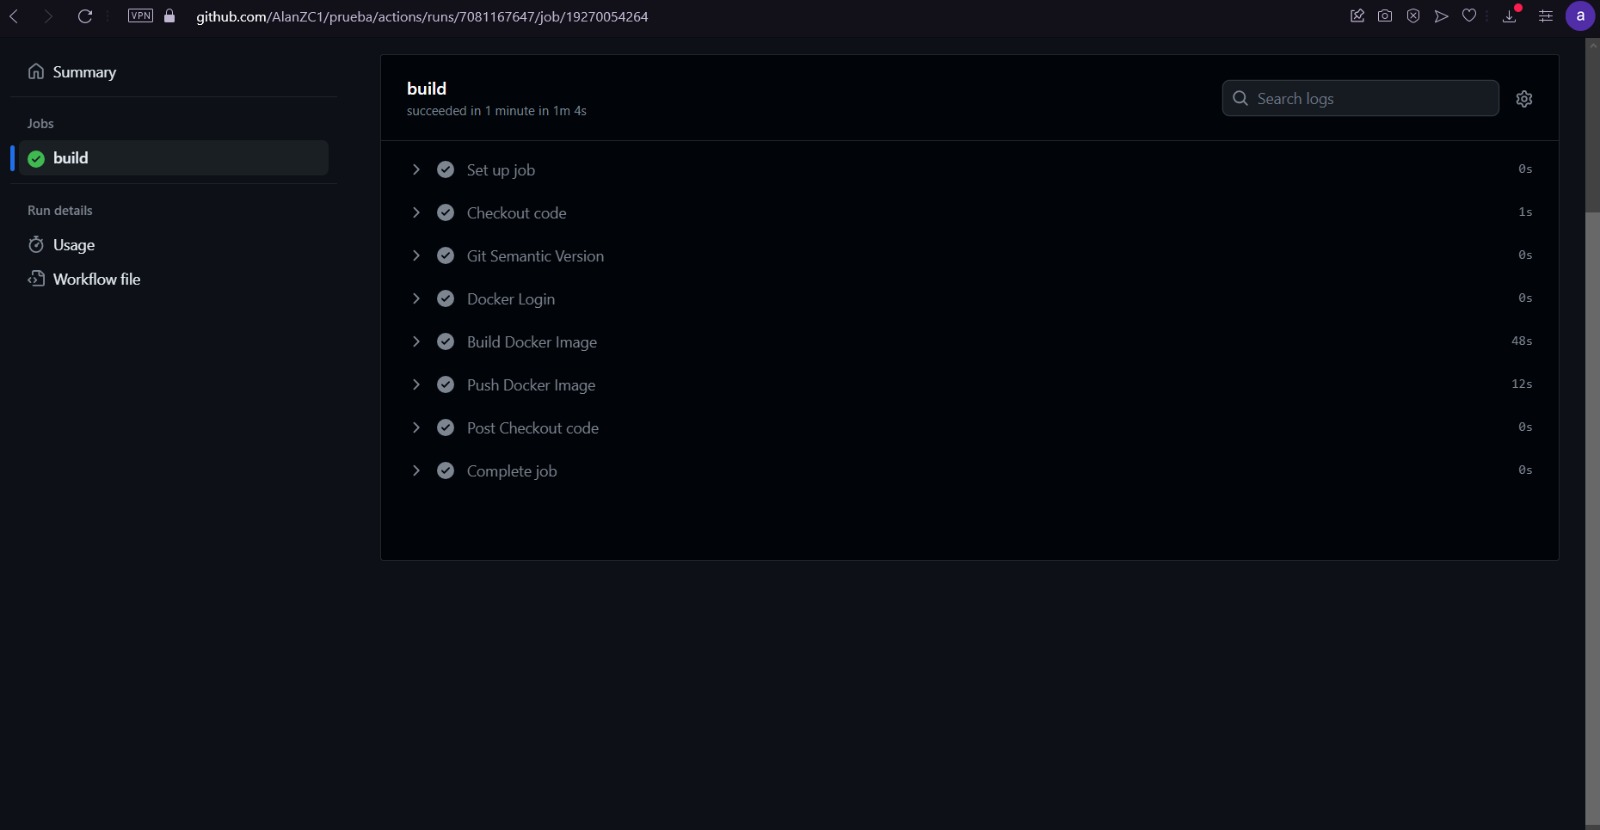 VPN
github.com/AlanZC1/prueba/actions/runs/7081167647/job/19270054264
a
Summary
Jobs
build
Run details
Usage
Workflow file
build
succeeded in 1 minute in 1m 4s
Search logs
Set up job 0s
Checkout code 1s
Git Semantic Version 0s
Docker Login 0s
Build Docker Image 48s
Push Docker Image 12s
Post Checkout code 0s
Complete job 0s